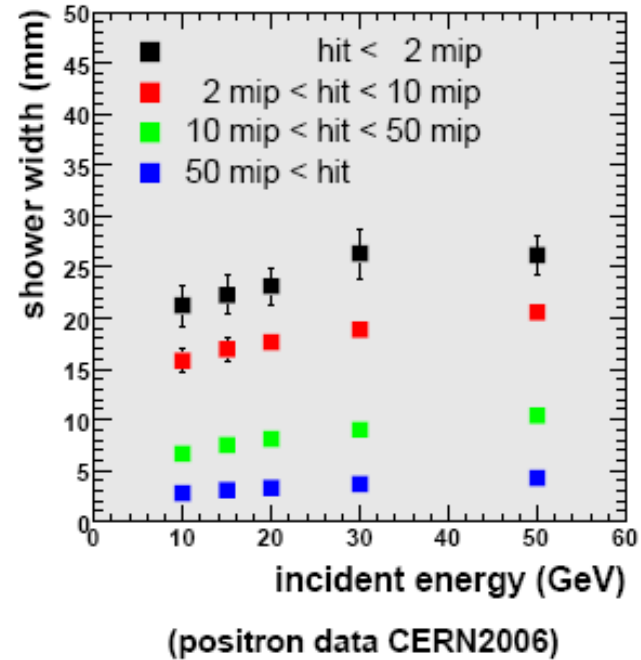 shower width (mm)
50
45
40
35
30
25
20
15
10
5
0
hit < 2 mip
2 mip < hit < 10 mip
10 mip < hit < 50 mip
50 mip < hit
0 10 20 30 40 50 60
incident energy (GeV)
(positron data CERN2006)